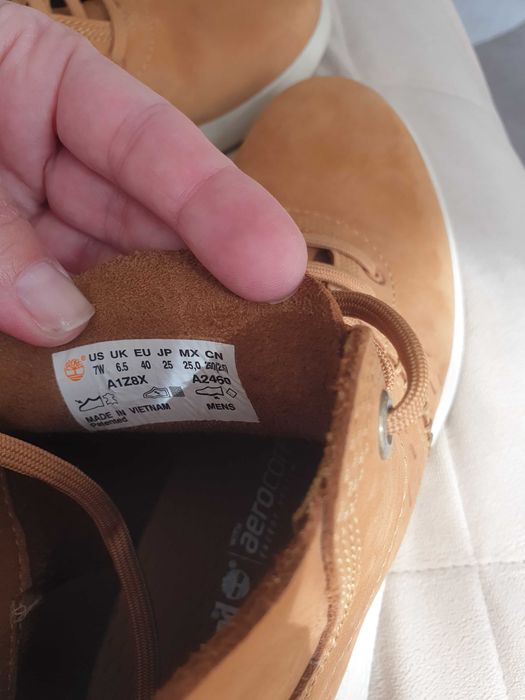 ® US UK EU JP MX CN
7W 6.5 40 25 25,0 250(2.5)
A1Z8X A2460
MADE IN VIETNAM MENS
Patented
aerocore